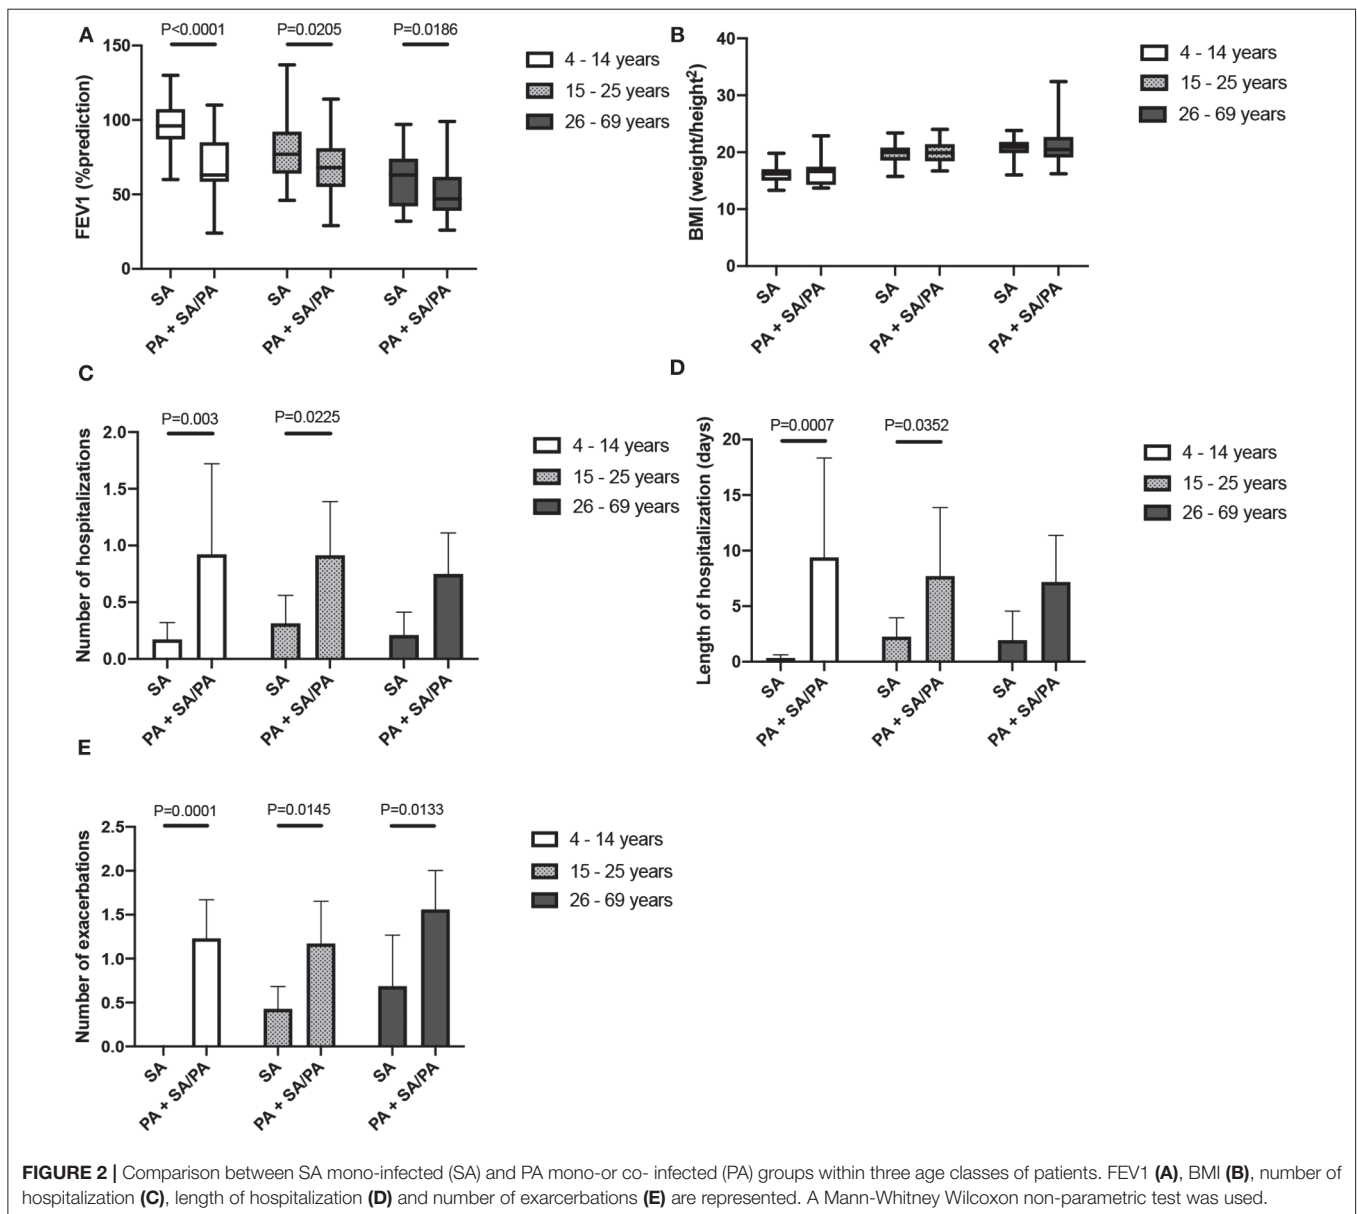 A
P<0.0001
P=0.0205
P=0.0186
FEV1 (%prediction)
150
100
50
0
SA
PA + SA/PA
SA
PA + SA/PA
SA
PA + SA/PA
4 - 14 years
15 - 25 years
26 - 69 years
B
BMI (weight/height²)
40
30
20
10
0
SA
PA + SA/PA
SA
PA + SA/PA
SA
PA + SA/PA
4 - 14 years
15 - 25 years
26 - 69 years
C
P=0.003
P=0.0225
Number of hospitalizations
2.0
1.5
1.0
0.5
0.0
SA
PA + SA/PA
SA
PA + SA/PA
SA
PA + SA/PA
4 - 14 years
15 - 25 years
26 - 69 years
D
P=0.0007
P=0.0352
Length of hospitalization (days)
20
15
10
5
0
SA
PA + SA/PA
SA
PA + SA/PA
SA
PA + SA/PA
4 - 14 years
15 - 25 years
26 - 69 years
E
P=0.0001
P=0.0145
P=0.0133
Number of exacerbations
2.5
2.0
1.5
1.0
0.5
0.0
SA
PA + SA/PA
SA
PA + SA/PA
SA
PA + SA/PA
4 - 14 years
15 - 25 years
26 - 69 years
FIGURE 2 | Comparison between SA mono-infected (SA) and PA mono-or co- infected (PA) groups within three age classes of patients. FEV1 (A), BMI (B), number of
hospitalization (C), length of hospitalization (D) and number of exarcerbations (E) are represented. A Mann-Whitney Wilcoxon non-parametric test was used.